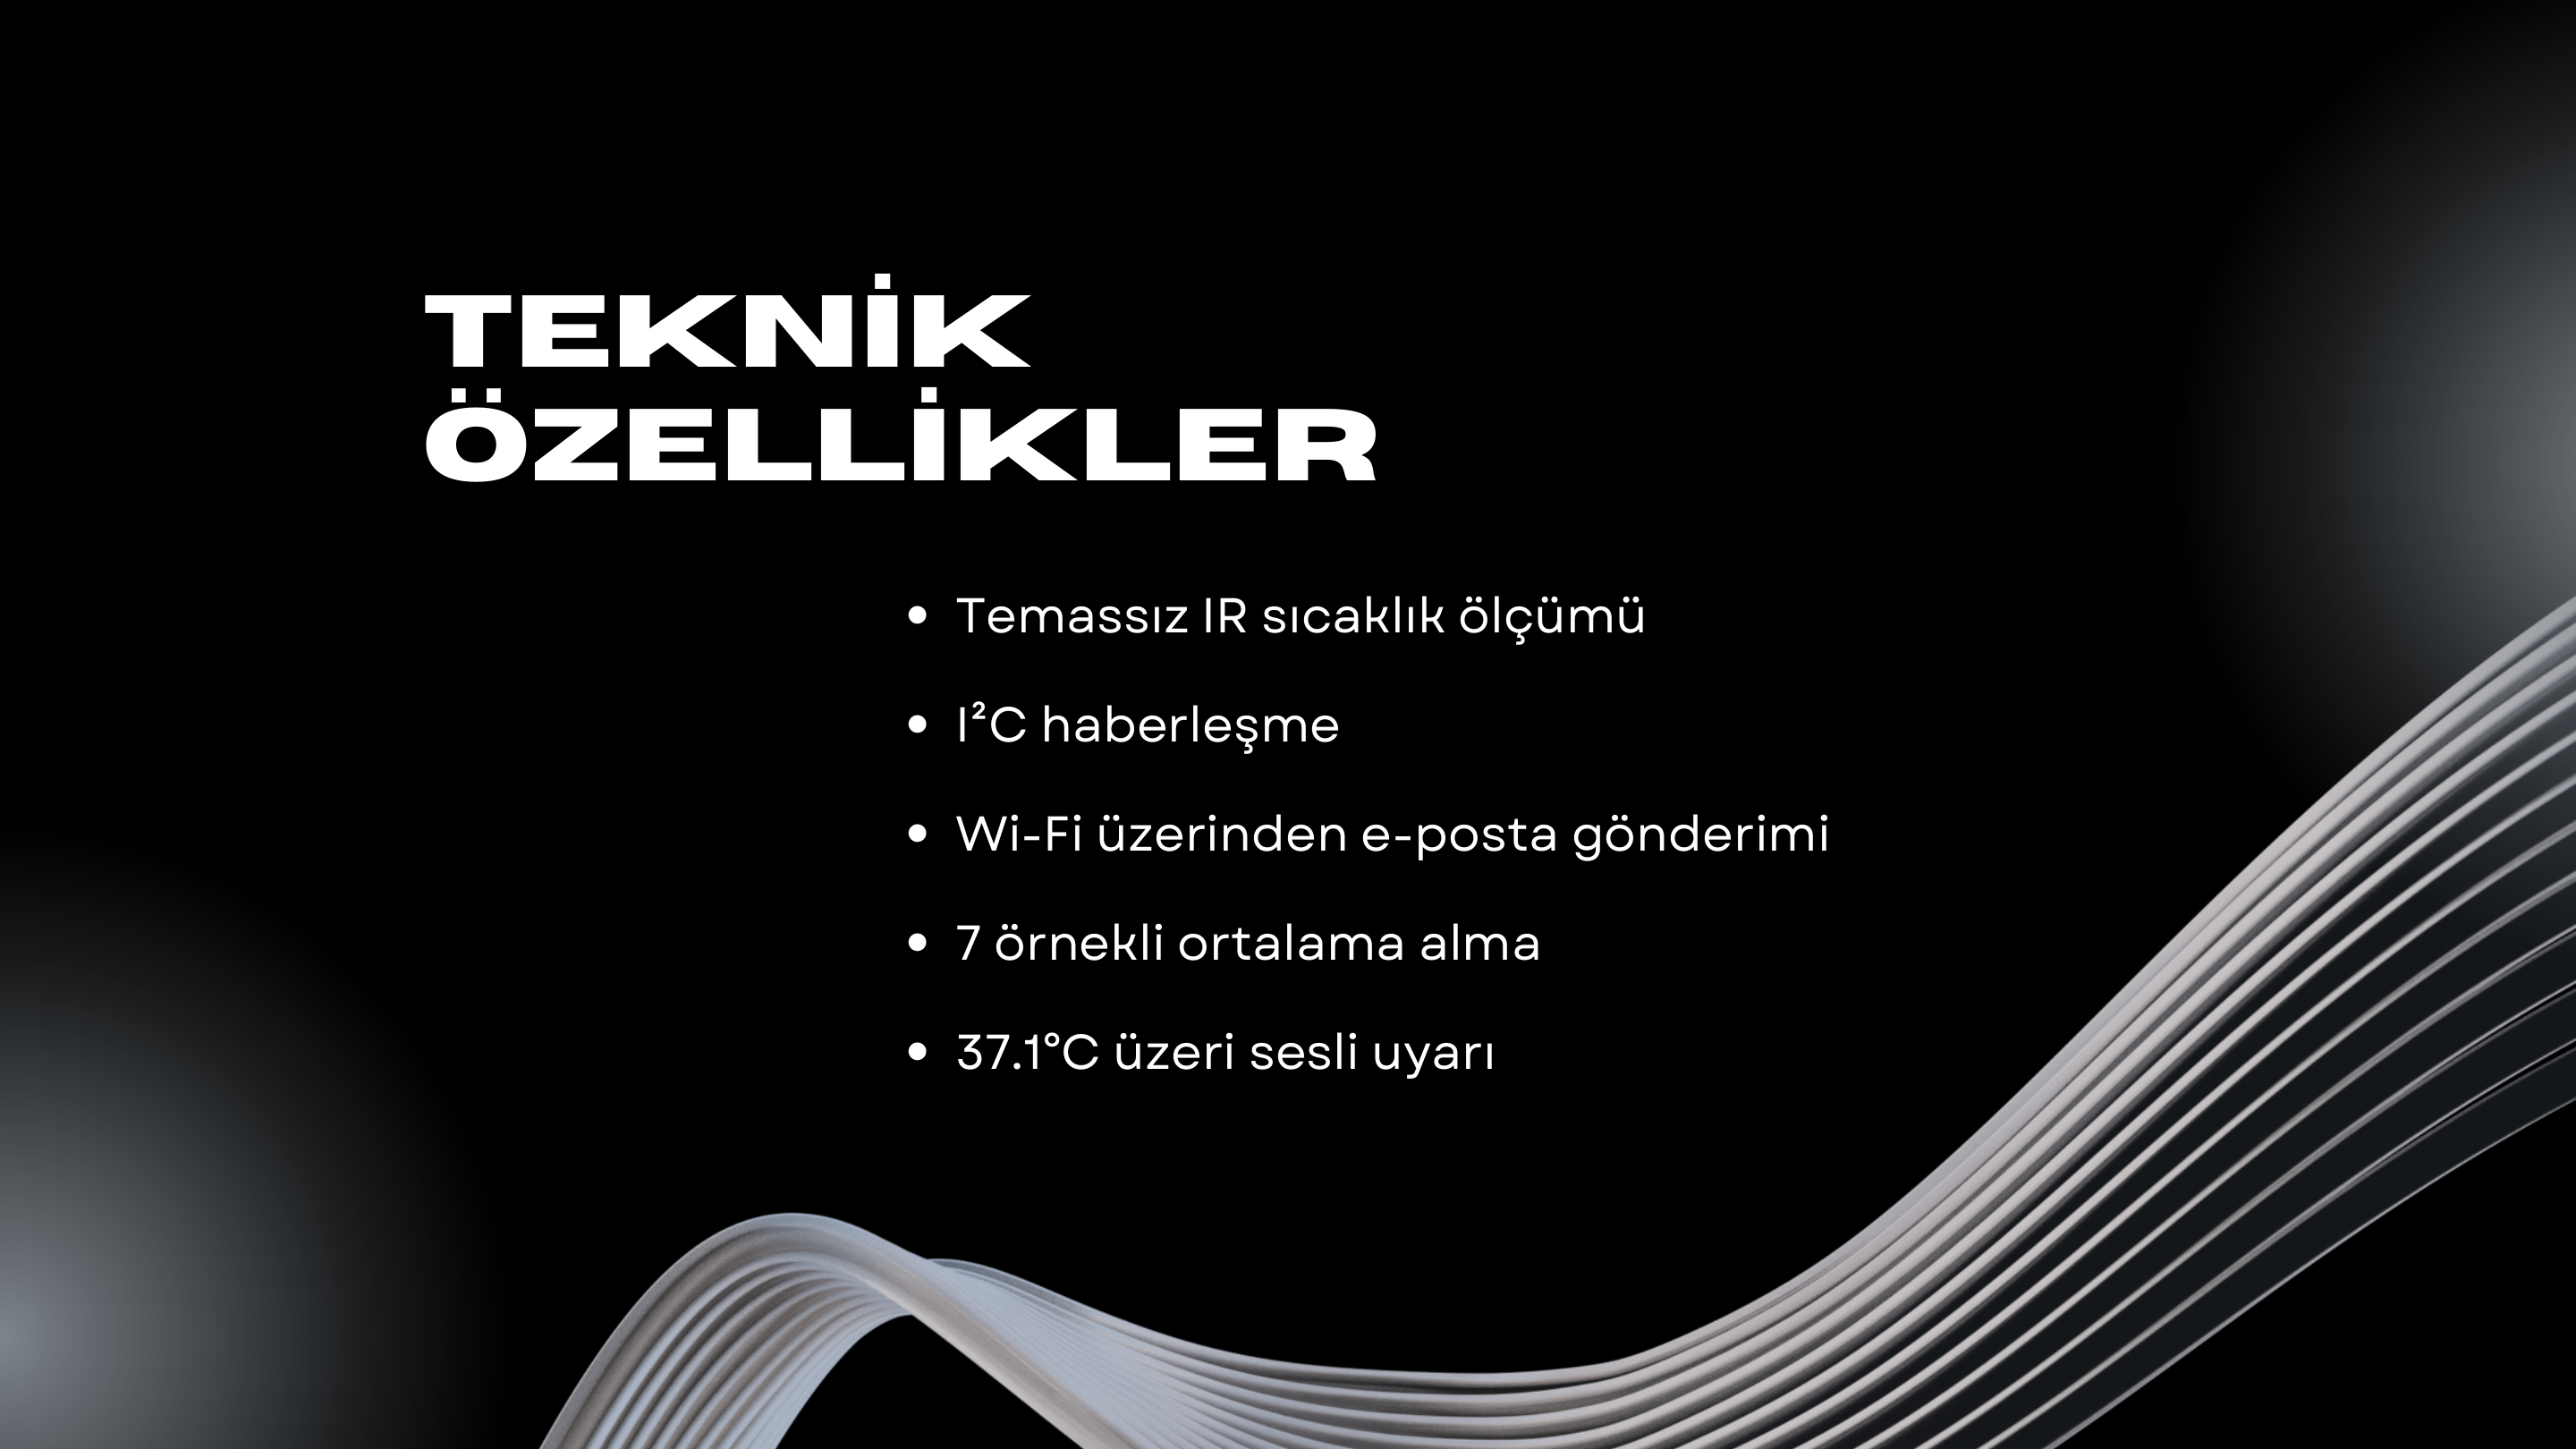 TEKNİK
ÖZELLİKLER
• Temassız IR sıcaklık ölçümü
• I²C haberleşme
• Wi-Fi üzerinden e-posta gönderimi
• 7 örnekli ortalama alma
• 37.1°C üzeri sesli uyarı